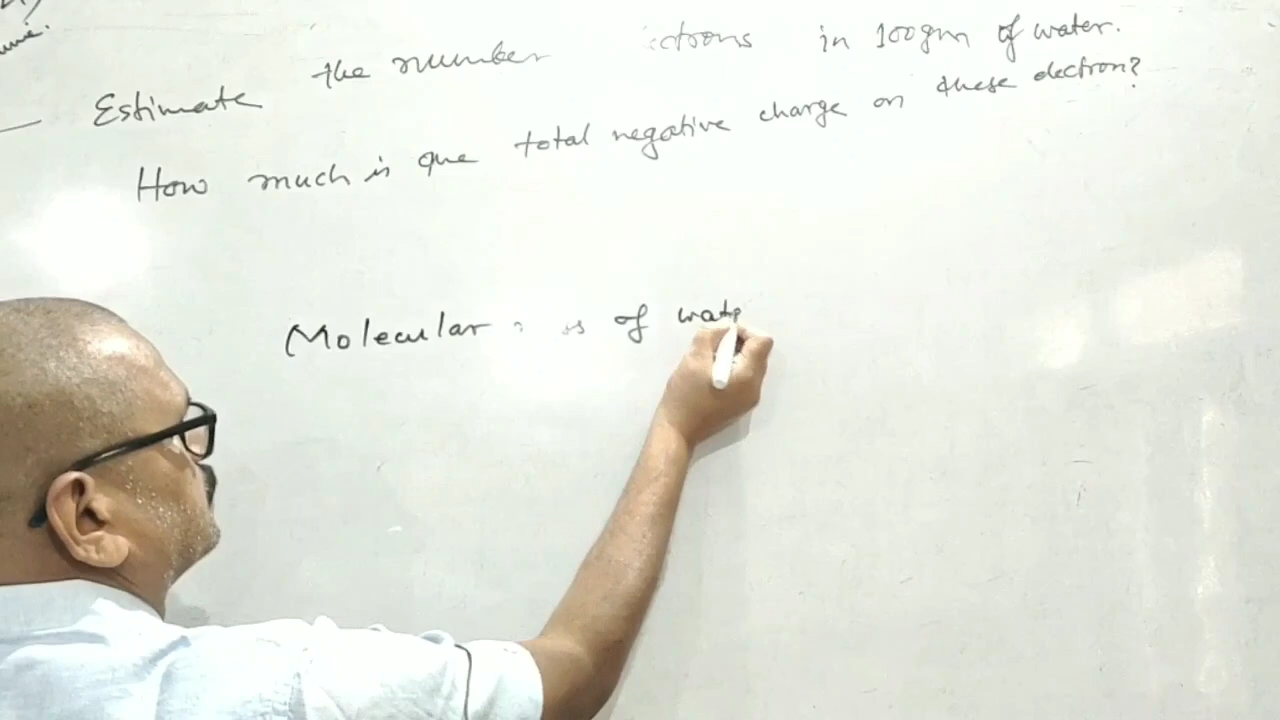 Estimate the number ctrons in 100gm of water.
How much is que total negative charge on these electron?
Molecular of wate